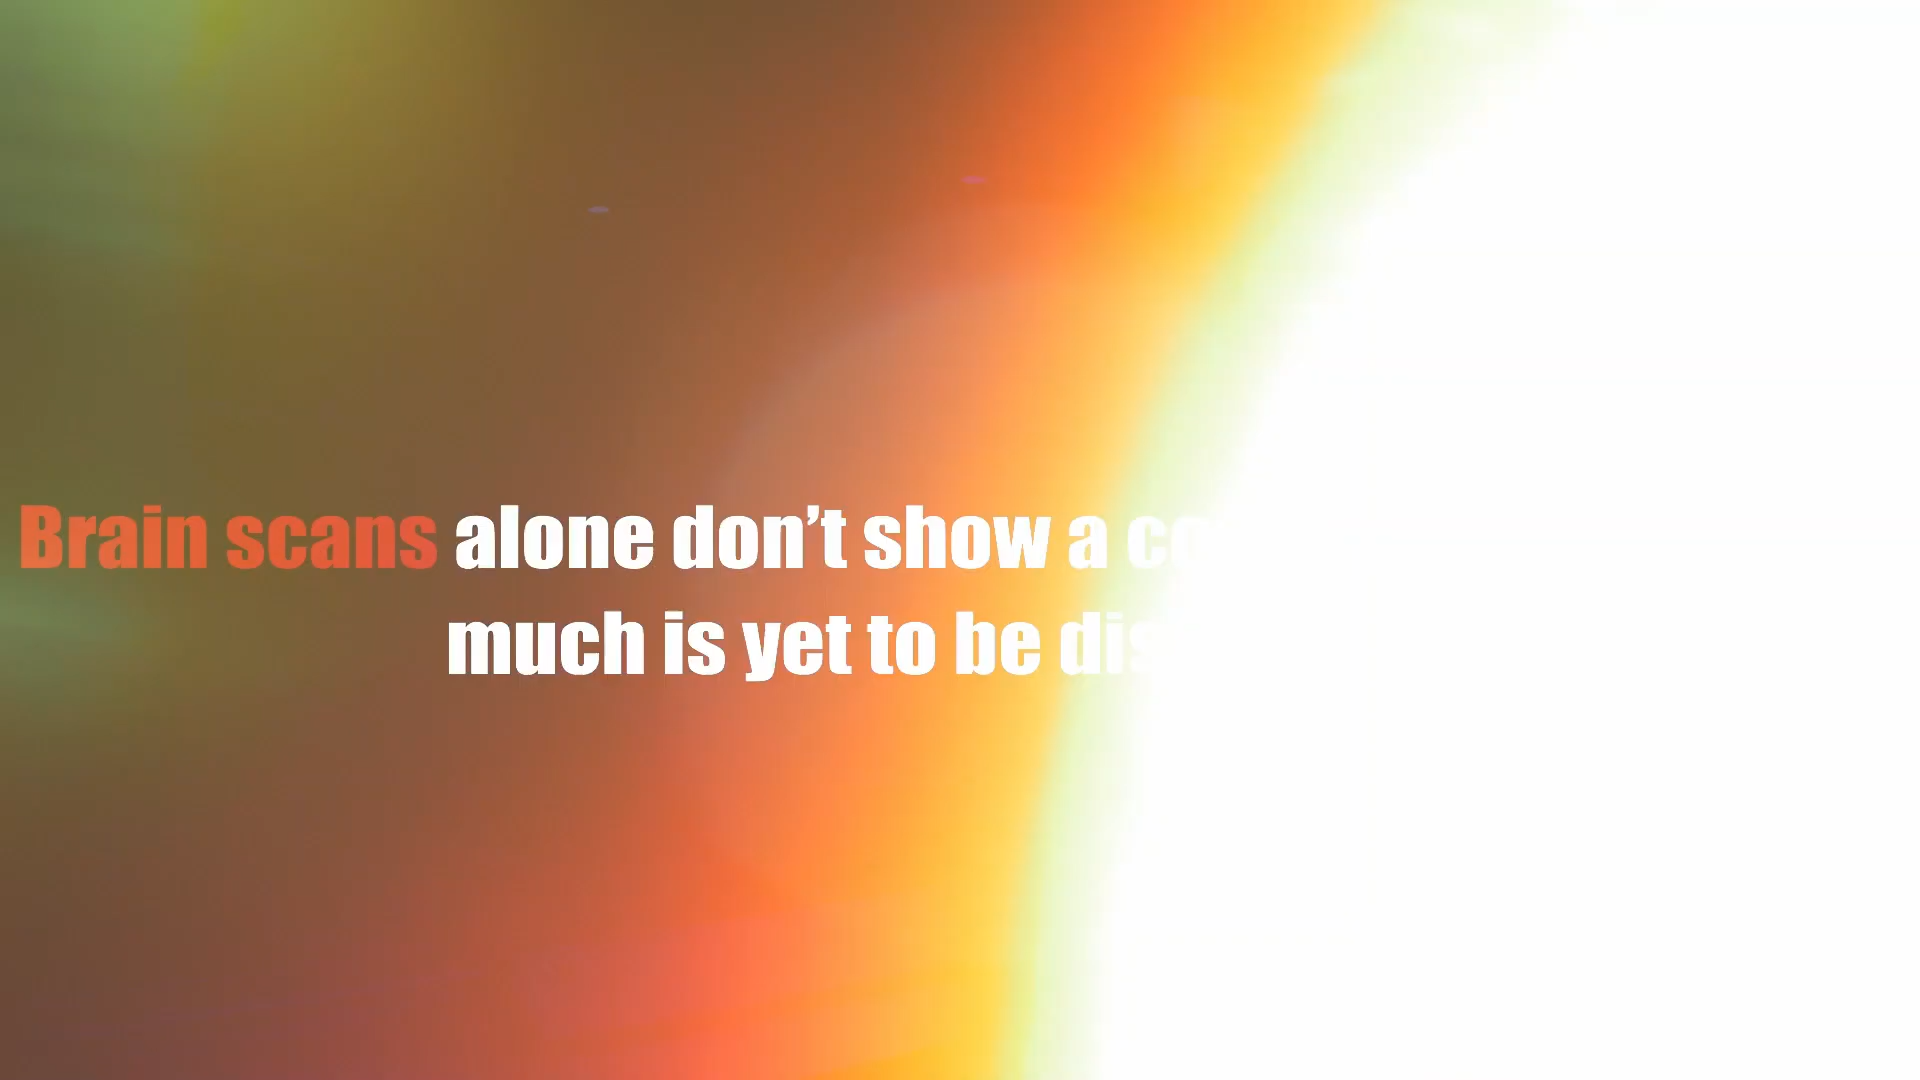 Brain scans alone don’t show a
much is yet to be